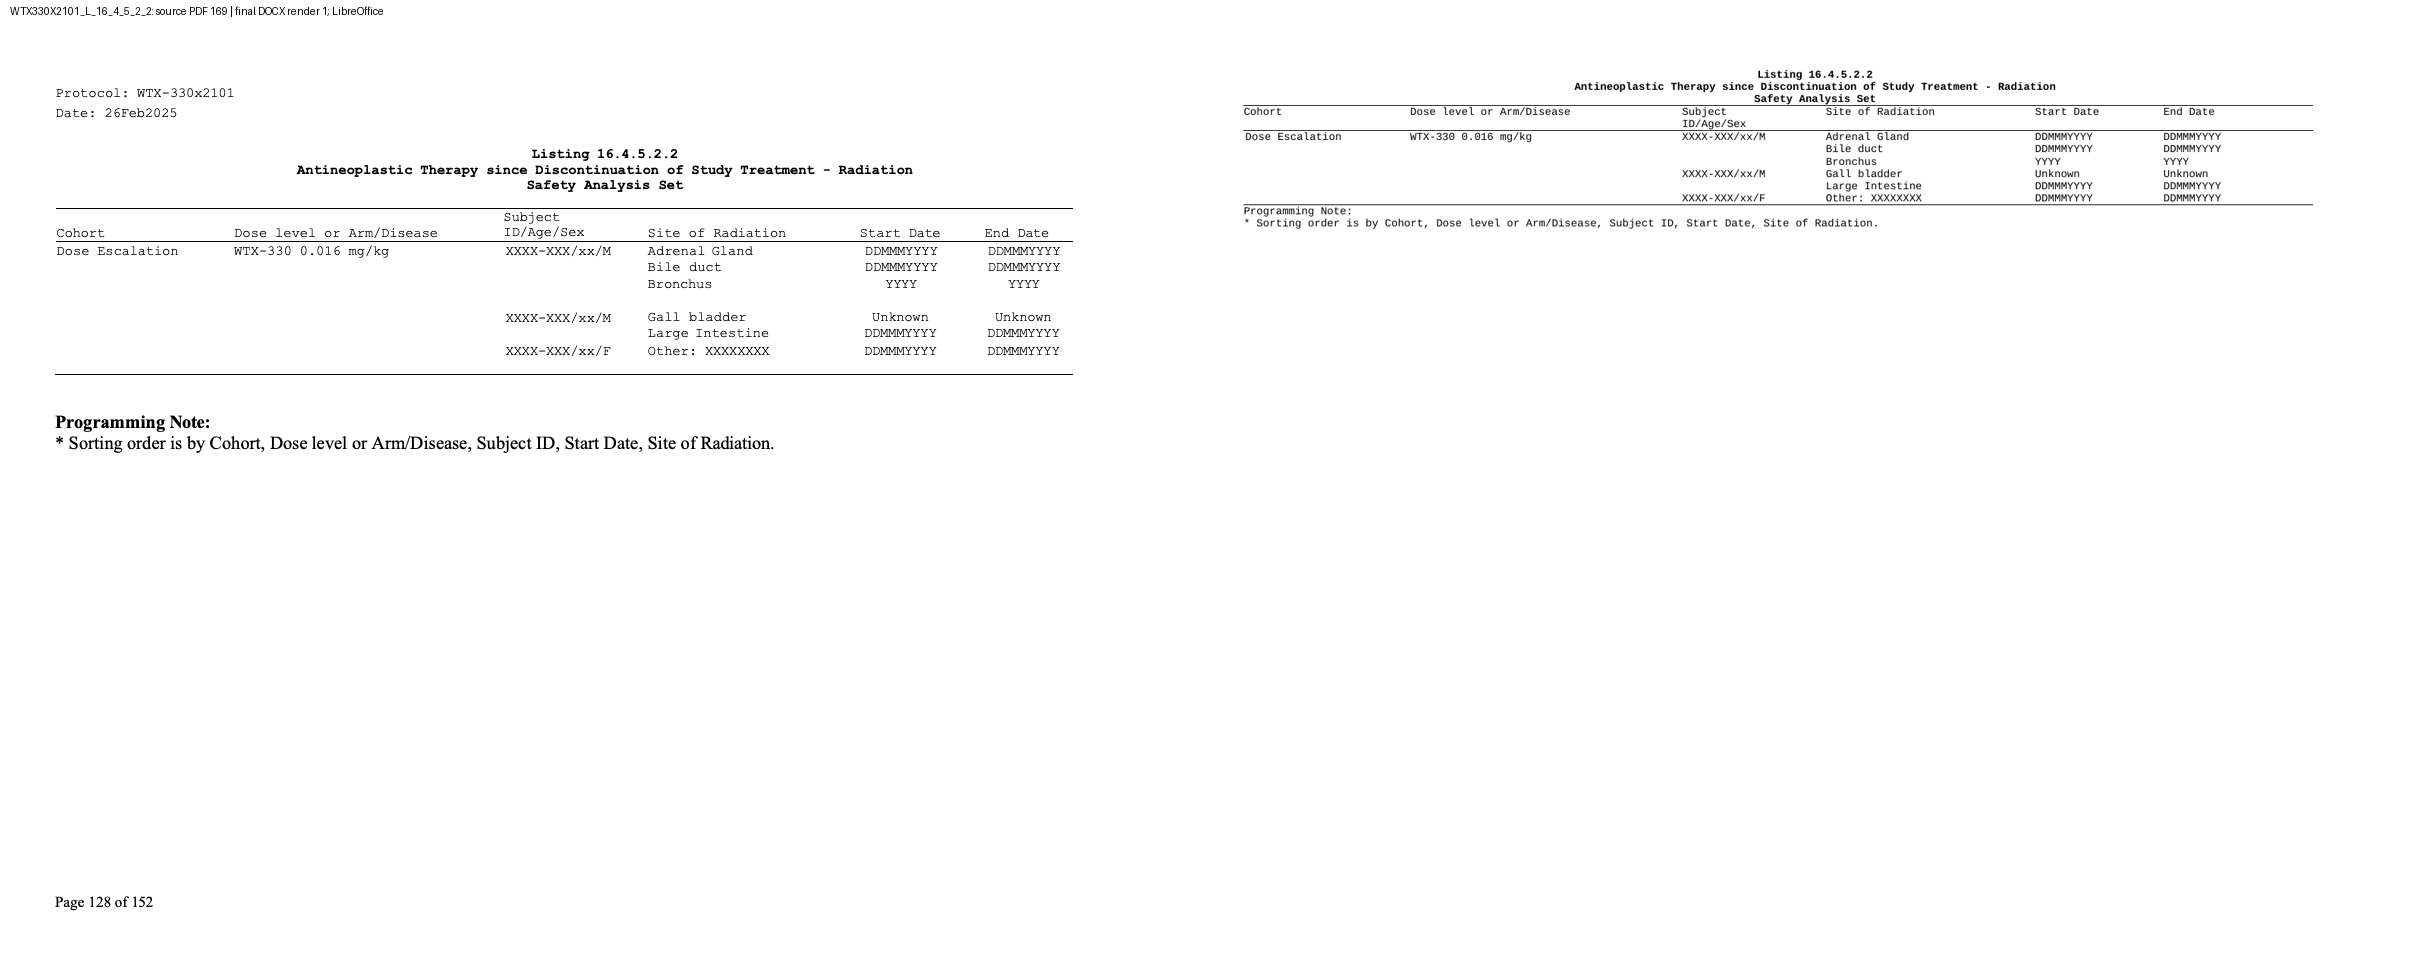 WTX330X2101_L_16_4_5_2_2: source PDF 169 | final DOCX render 1; LibreOffice
Protocol: WTX-330x2101
Date: 26Feb2025
Listing 16.4.5.2.2
Antineoplastic Therapy since Discontinuation of Study Treatment - Radiation
Safety Analysis Set
Subject
Cohort Dose level or Arm/Disease ID/Age/Sex Site of Radiation Start Date End Date
Dose Escalation WTX-330 0.016 mg/kg XXXX-XXX/xx/M Adrenal Gland DDMMMYYYY DDMMMYYYY
Bile duct DDMMMYYYY DDMMMYYYY
Bronchus YYYY YYYY
XXXX-XXX/xx/M Gall bladder Unknown Unknown
Large Intestine DDMMMYYYY DDMMMYYYY
XXXX-XXX/xx/F Other: XXXXXXXX DDMMMYYYY DDMMMYYYY
Programming Note:
* Sorting order is by Cohort, Dose level or Arm/Disease, Subject ID, Start Date, Site of Radiation.
Page 128 of 152
Listing 16.4.5.2.2
Antineoplastic Therapy since Discontinuation of Study Treatment - Radiation
Safety Analysis Set
Cohort Dose level or Arm/Disease Subject Site of Radiation Start Date End Date
ID/Age/Sex
Dose Escalation WTX-330 0.016 mg/kg XXXX-XXX/xx/M Adrenal Gland DDMMMYYYY DDMMMYYYY
Bile duct DDMMMYYYY DDMMMYYYY
Bronchus YYYY YYYY
XXXX-XXX/xx/M Gall bladder Unknown Unknown
Large Intestine DDMMMYYYY DDMMMYYYY
XXXX-XXX/xx/F Other: XXXXXXXX DDMMMYYYY DDMMMYYYY
Programming Note:
* Sorting order is by Cohort, Dose level or Arm/Disease, Subject ID, Start Date, Site of Radiation.